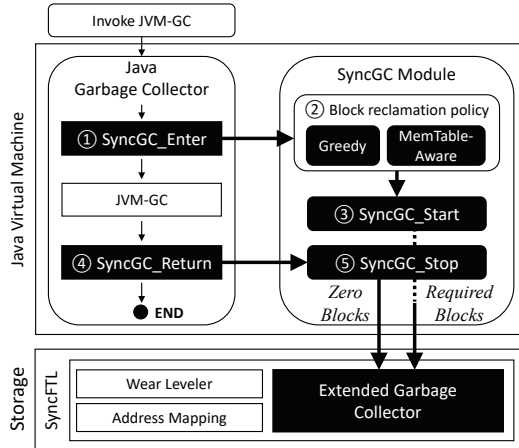 Invoke JVM-GC
Java Virtual Machine
Java
Garbage Collector
① SyncGC_Enter
JVM-GC
④ SyncGC_Return
END
SyncGC Module
② Block reclamation policy
Greedy
MemTable-
Aware
③ SyncGC_Start
⑤ SyncGC_Stop
Zero
Blocks
Required
Blocks
Storage
SyncFTL
Wear Leveler
Address Mapping
Extended Garbage
Collector